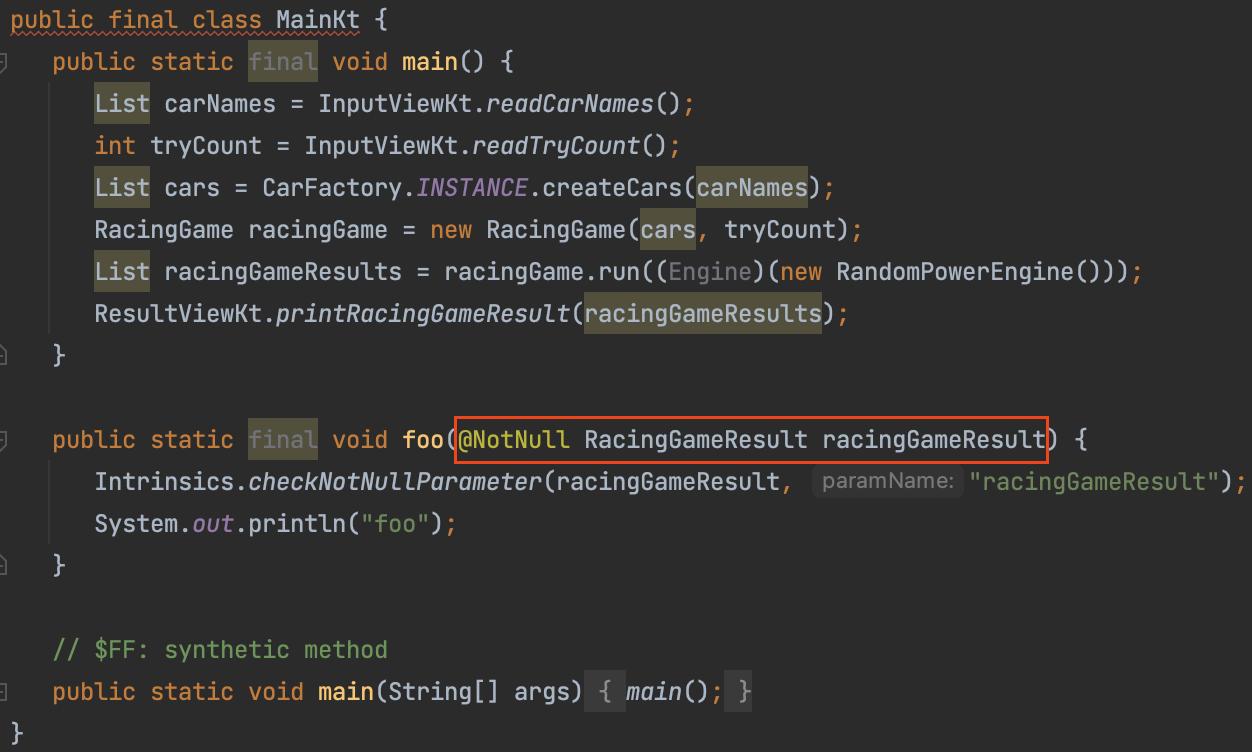 public final class MainKt {
public static final void main() {
List carNames = InputViewKt.readCarNames();
int tryCount = InputViewKt.readTryCount();
List cars = CarFactory.INSTANCE.createCars(carNames);
RacingGame racingGame = new RacingGame(cars, tryCount);
List racingGameResults = racingGame.run((Engine)(new RandomPowerEngine()));
ResultViewKt.printRacingGameResult(racingGameResults);
}
public static final void foo(@NotNull RacingGameResult racingGameResult) {
Intrinsics.checkNotNullParameter(racingGameResult, paramName: "racingGameResult");
System.out.println("foo");
}
// $FF: synthetic method
public static void main(String[] args) { main(); }
}